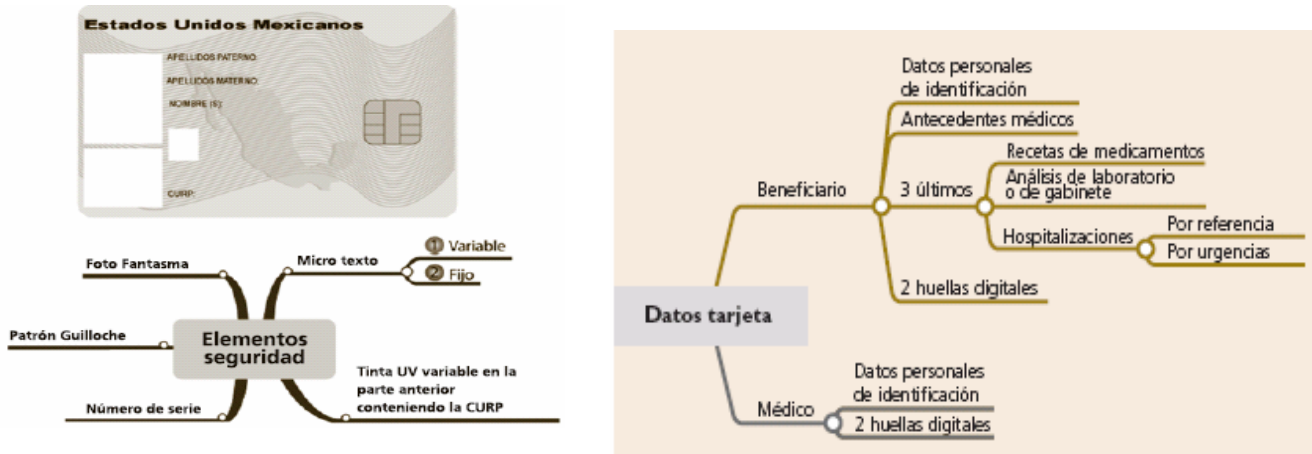 Estados Unidos Mexicanos
APELLIDOS PATERNO:
APELLIDOS MATERNO:
NOMBRE (S):
CURP:
Foto Fantasma
Micro texto
1 Variable
2 Fijo
Patrón Guilloche
Elementos
seguridad
Número de serie
Tinta UV variable en la
parte anterior
conteniendo la CURP
Datos tarjeta
Beneficiario
Datos personales
de identificación
Antecedentes médicos
3 últimos
Recetas de medicamentos
Análisis de laboratorio
o de gabinete
Hospitalizaciones
Por referencia
Por urgencias
2 huellas digitales
Médico
Datos personales
de identificación
2 huellas digitales